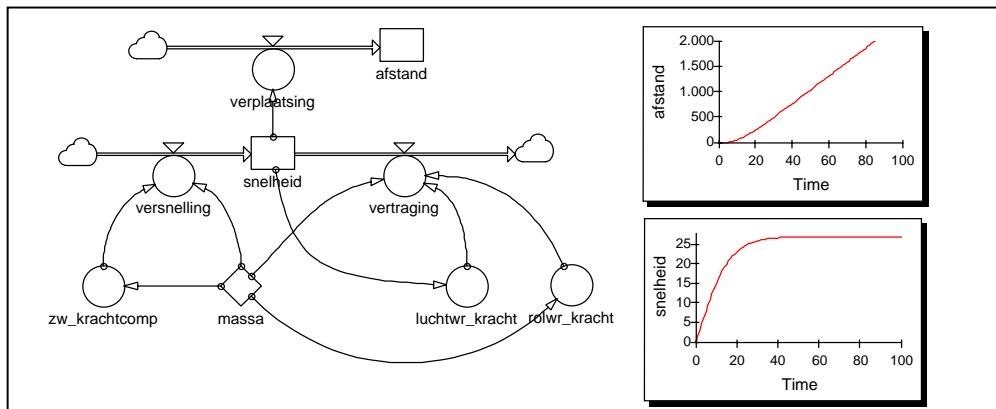 afstand
verplaatsing
snelheid
versnelling
vertraging
zw_krachtcomp
massa
luchtwr_kracht
rolwr_kracht
afstand
2.000
1.500
1.000
500
0
0 20 40 60 80 100
Time
snelheid
25
20
15
10
5
0
0 20 40 60 80 100
Time